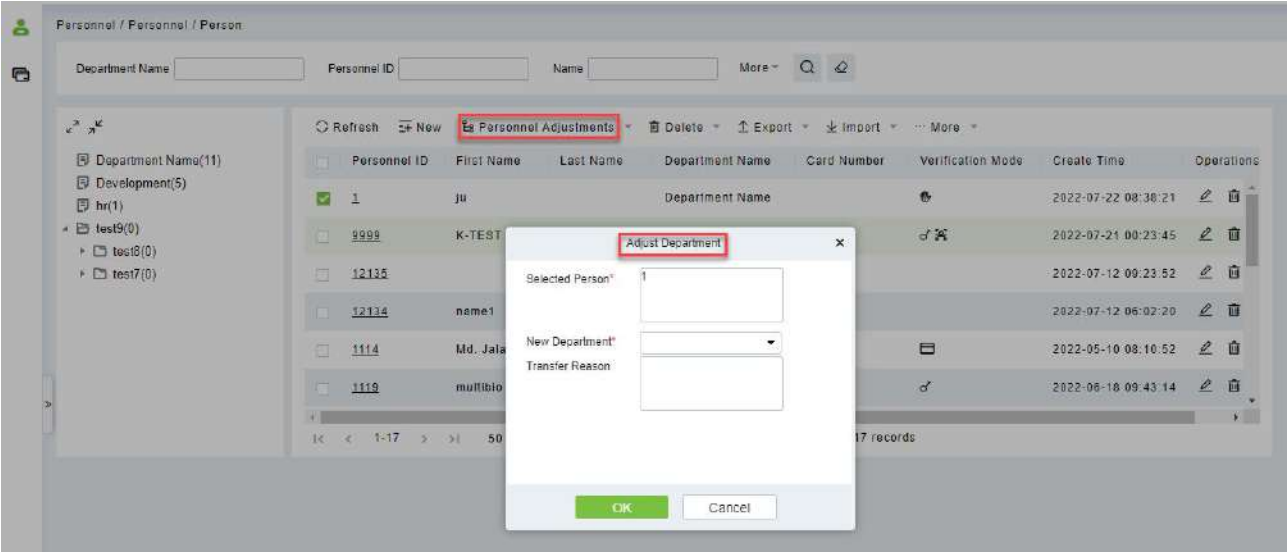 Personnel / Personnel / Person
Department Name Personnel ID Name More
Refresh New Personnel Adjustments Delete Export Import ··· More
Department Name(11)
Development(5)
hr(1)
test9(0)
test8(0)
test7(0)
Personnel ID First Name Last Name Department Name Card Number Verification Mode Create Time Operations
1 ju Department Name 2022-07-22 08:38:21
9999 K-TEST 2022-07-21 00:23:45
12135 2022-07-12 09:23:52
12134 name1 2022-07-12 06:02:20
1114 Md. Jala 2022-05-10 08:10:52
1119 multibio 2022-06-18 09:43:14
1-17 50 17 records
Adjust Department ×
Selected Person* 1
New Department*
Transfer Reason
OK Cancel